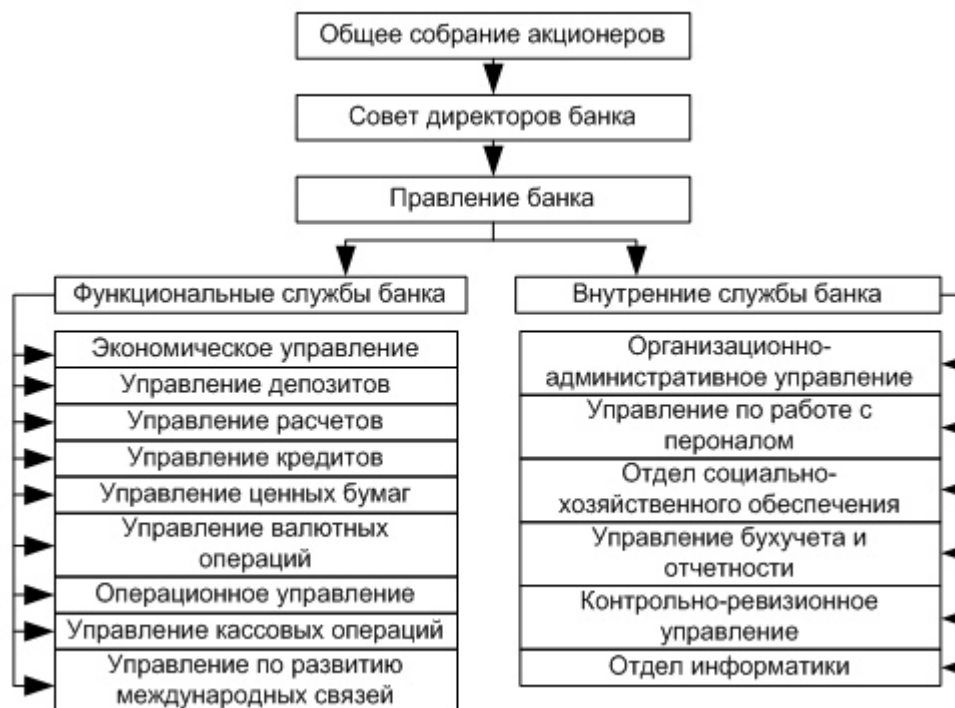 Общее собрание акционеров
Совет директоров банка
Правление банка
Функциональные службы банка
Экономическое управление
Управление депозитов
Управление расчетов
Управление кредитов
Управление ценных бумаг
Управление валютных
операций
Операционное управление
Управление кассовых операций
Управление по развитию
международных связей
Внутренние службы банка
Организационно-
административное управление
Управление по работе с
пероналом
Отдел социально-
хозяйственного обеспечения
Управление бухучета и
отчетности
Контрольно-ревизионное
управление
Отдел информатики